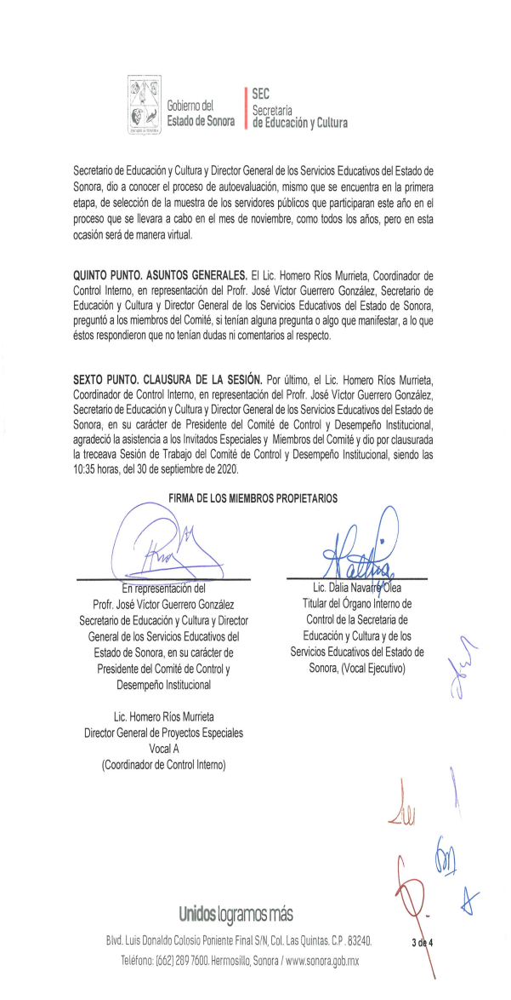 Gobierno del
Estado de Sonora
SEC
Secretaria
de Educación y Cultura
ESTADO DE SONORA
Secretario de Educación y Cultura y Director General de los Servicios Educativos del Estado de
Sonora, dio a conocer el proceso de autoevaluación, mismo que se encuentra en la primera
etapa, de selección de la muestra de los servidores públicos que participaran este año en el
proceso que se llevara a cabo en el mes de noviembre, como todos los años, pero en esta
ocasión será de manera virtual.
QUINTO PUNTO. ASUNTOS GENERALES. El Lic. Homero Ríos Murrieta, Coordinador de
Control Interno, en representación del Profr. José Víctor Guerrero González, Secretario de
Educación y Cultura y Director General de los Servicios Educativos del Estado de Sonora,
preguntó a los miembros del Comité, si tenían alguna pregunta o algo que manifestar, a lo que
éstos respondieron que no tenían dudas ni comentarios al respecto.
SEXTO PUNTO. CLAUSURA DE LA SESIÓN. Por último, el Lic. Homero Ríos Murrieta,
Coordinador de Control Interno, en representación del Profr. José Víctor Guerrero González,
Secretario de Educación y Cultura y Director General de los Servicios Educativos del Estado de
Sonora, en su carácter de Presidente del Comité de Control y Desempeño Institucional,
agradeció la asistencia a los Invitados Especiales y Miembros del Comité y dio por clausurada
la treceava Sesión de Trabajo del Comité de Control y Desempeño Institucional, siendo las
10:35 horas, del 30 de septiembre de 2020.
FIRMA DE LOS MIEMBROS PROPIETARIOS
En representación del
Profr. José Víctor Guerrero González
Secretario de Educación y Cultura y Director
General de los Servicios Educativos del
Estado de Sonora, en su carácter de
Presidente del Comité de Control y
Desempeño Institucional
Lic. Homero Ríos Murrieta
Director General de Proyectos Especiales
Vocal A
(Coordinador de Control Interno)
Lic. Dalia Navarro Olea
Titular del Órgano Interno de
Control de la Secretaria de
Educación y Cultura y de los
Servicios Educativos del Estado de
Sonora, (Vocal Ejecutivo)
Unidos logramos más
Blvd. Luis Donaldo Colosio Poniente Final S/N, Col. Las Quintas. C.P. 83240.
Teléfono: (662) 289 7600. Hermosillo, Sonora / www.sonora.gob.mx
3 de 4